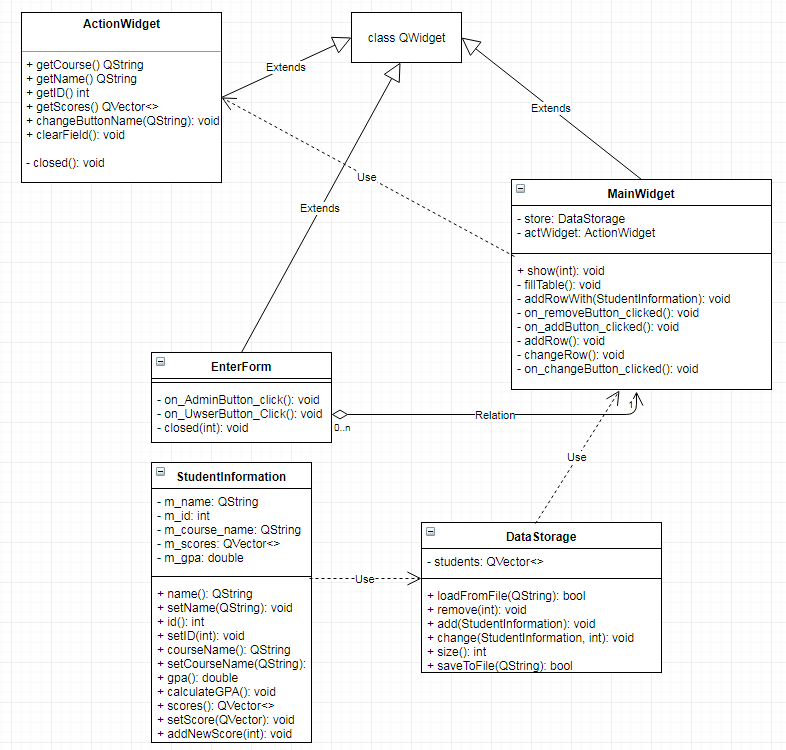 ActionWidget
+ getCourse() QString
+ getName() QString
+ getID() int
+ getScores() QVector<>
+ changeButtonName(QString): void
+ clearField(): void
- closed(): void
class QWidget
Extends
Extends
Extends
Use
MainWidget
- store: DataStorage
- actWidget: ActionWidget
+ show(int): void
- fillTable(): void
- addRowWith(StudentInformation): void
- on_removeButton_clicked(): void
- on_addButton_clicked(): void
- addRow(): void
- changeRow(): void
- on_changeButton_clicked(): void
EnterForm
- on_AdminButton_click(): void
- on_UwserButton_Click(): void
- closed(int): void
Relation
0..n
1
Use
StudentInformation
- m_name: QString
- m_id: int
- m_course_name: QString
- m_scores: QVector<>
- m_gpa: double
+ name(): QString
+ setName(QString): void
+ id(): int
+ setID(int): void
+ courseName(): QString
+ setCourseName(QString):
+ gpa(): double
+ calculateGPA(): void
+ scores(): QVector<>
+ setScore(QVector): void
+ addNewScore(int): void
Use
DataStorage
- students: QVector<>
+ loadFromFile(QString): bool
+ remove(int): void
+ add(StudentInformation): void
+ change(StudentInformation, int): void
+ size(): int
+ saveToFile(QString): bool